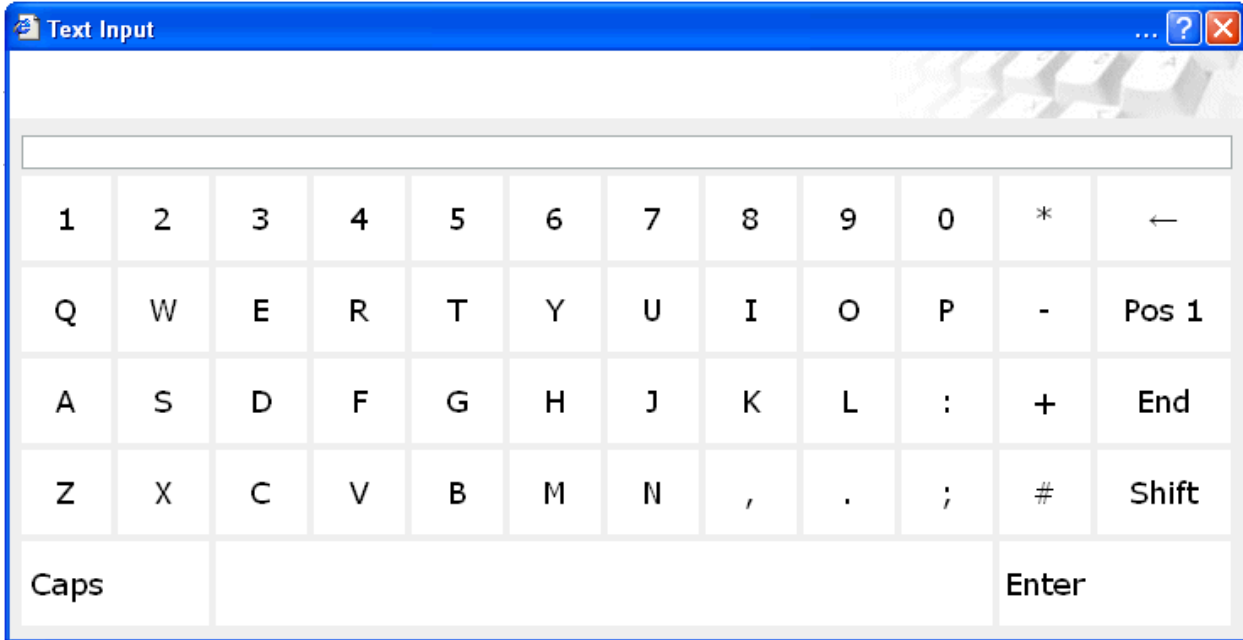 Text Input ... ?
1 2 3 4 5 6 7 8 9 0 * ←
Q W E R T Y U I O P - Pos 1
A S D F G H J K L : + End
Z X C V B M N , . ; # Shift
Caps Enter